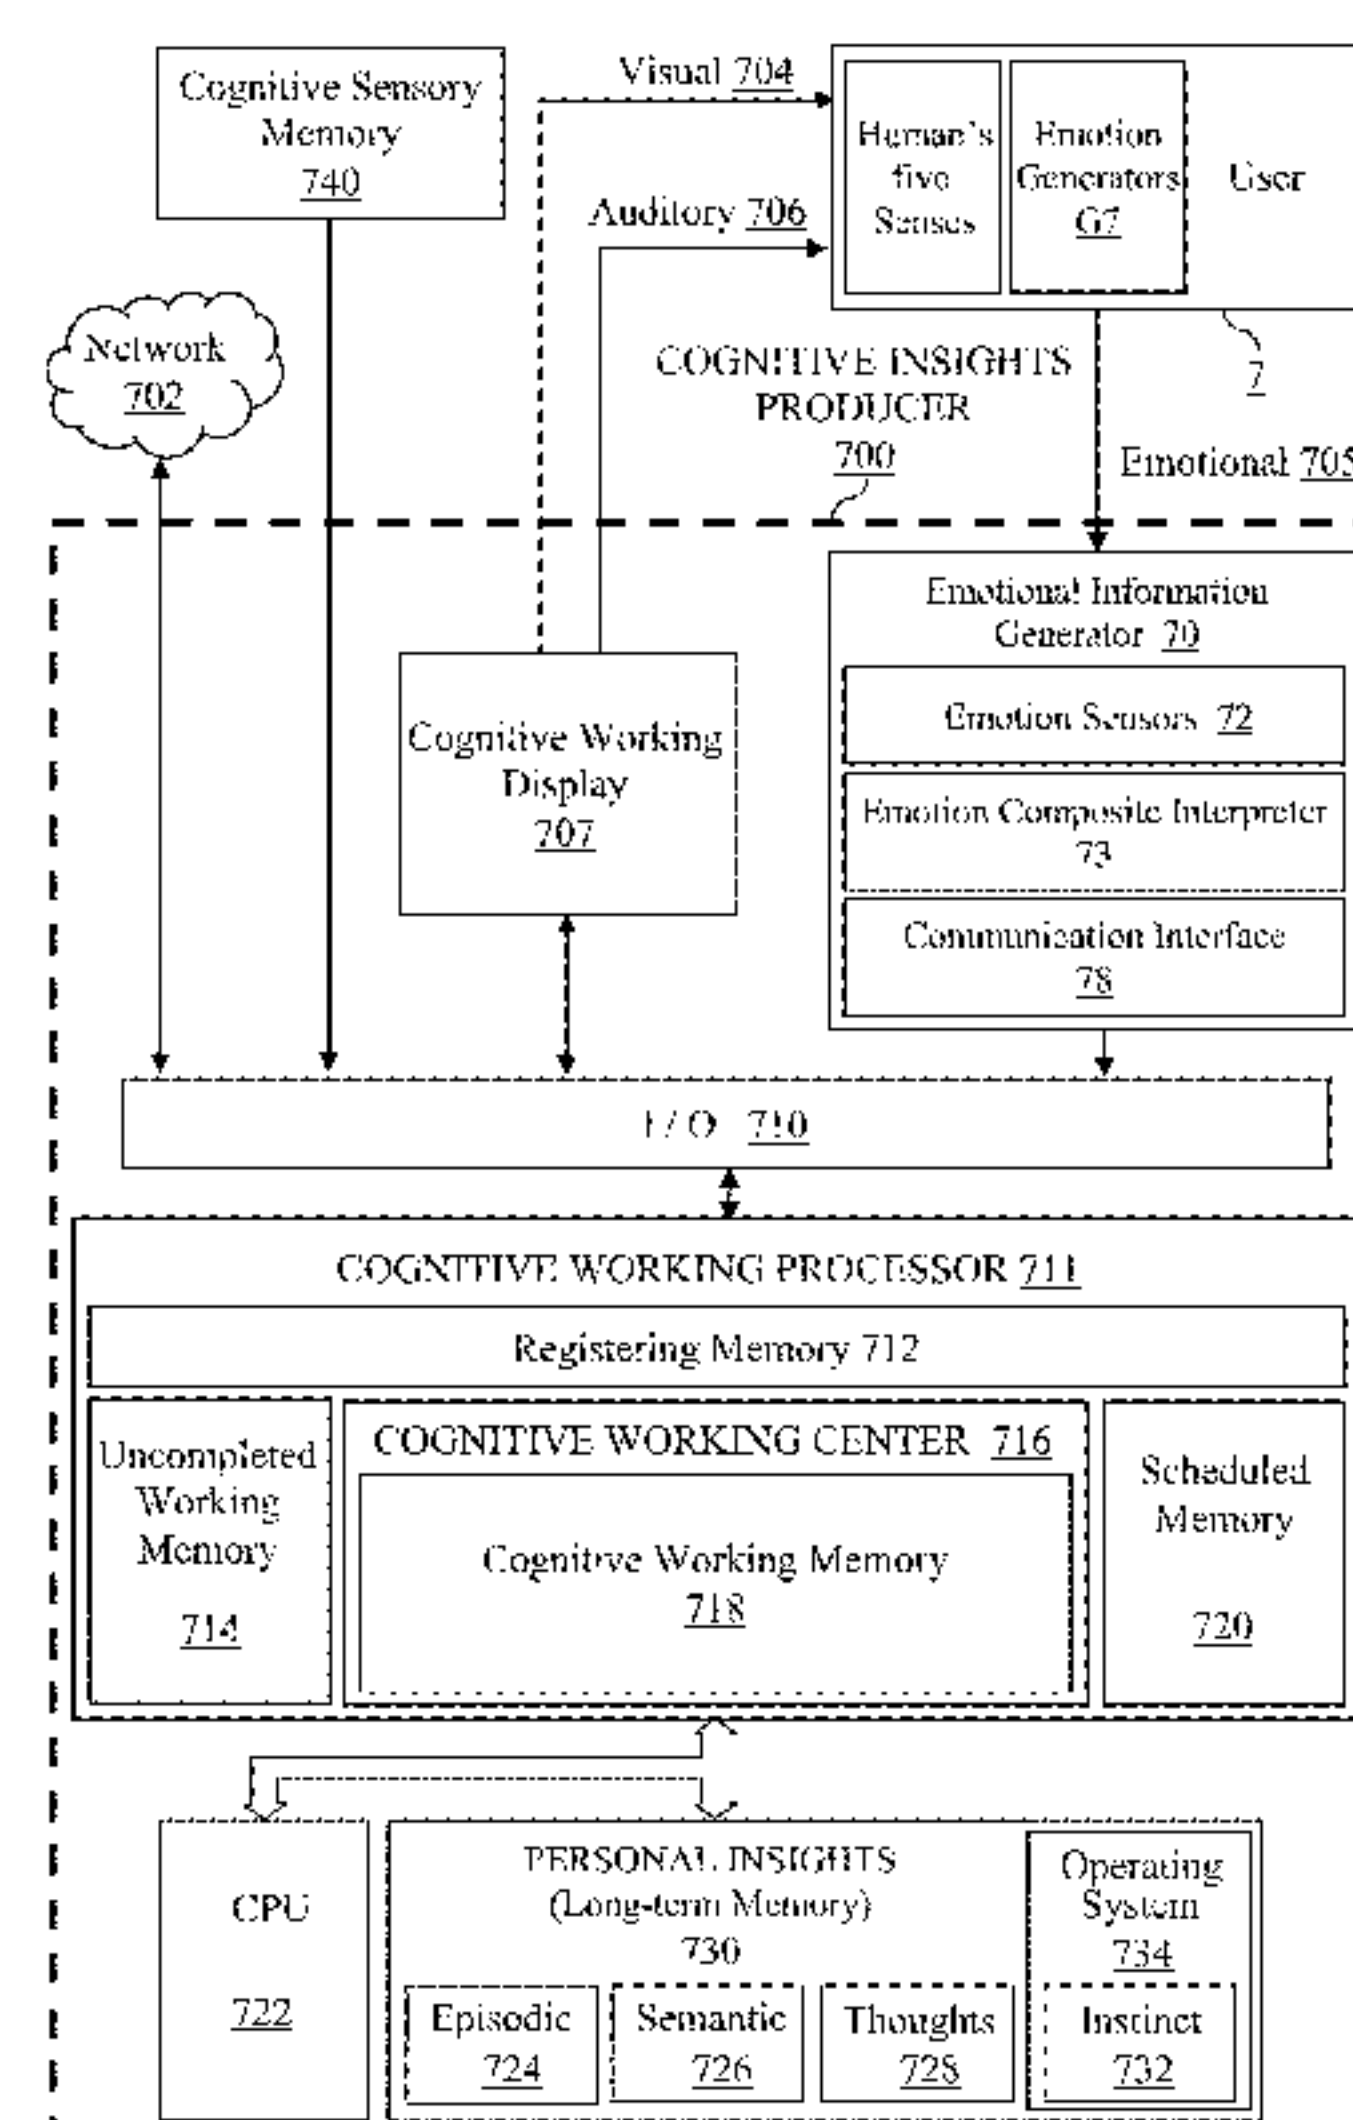 Cognitive Sensory
Memory
740
Visual 704
Auditory 706
Human's
five
Senses
Emotion
Generators
G7
User
7
Network
702
COGNITIVE INSIGHTS
PRODUCER
700
Emotional 705
Emotional Information
Generator 70
Emotion Sensors 72
Emotion Composite Interpreter
73
Communication Interface
78
Cognitive Working
Display
707
I / O 710
COGNITIVE WORKING PROCESSOR 711
Registering Memory 712
Uncompleted
Working
Memory
714
COGNITIVE WORKING CENTER 716
Cognitive Working Memory
718
Scheduled
Memory
720
CPU
722
PERSONAL INSIGHTS
(Long-term Memory)
730
Episodic
724
Semantic
726
Thoughts
728
Operating
System
734
Instinct
732